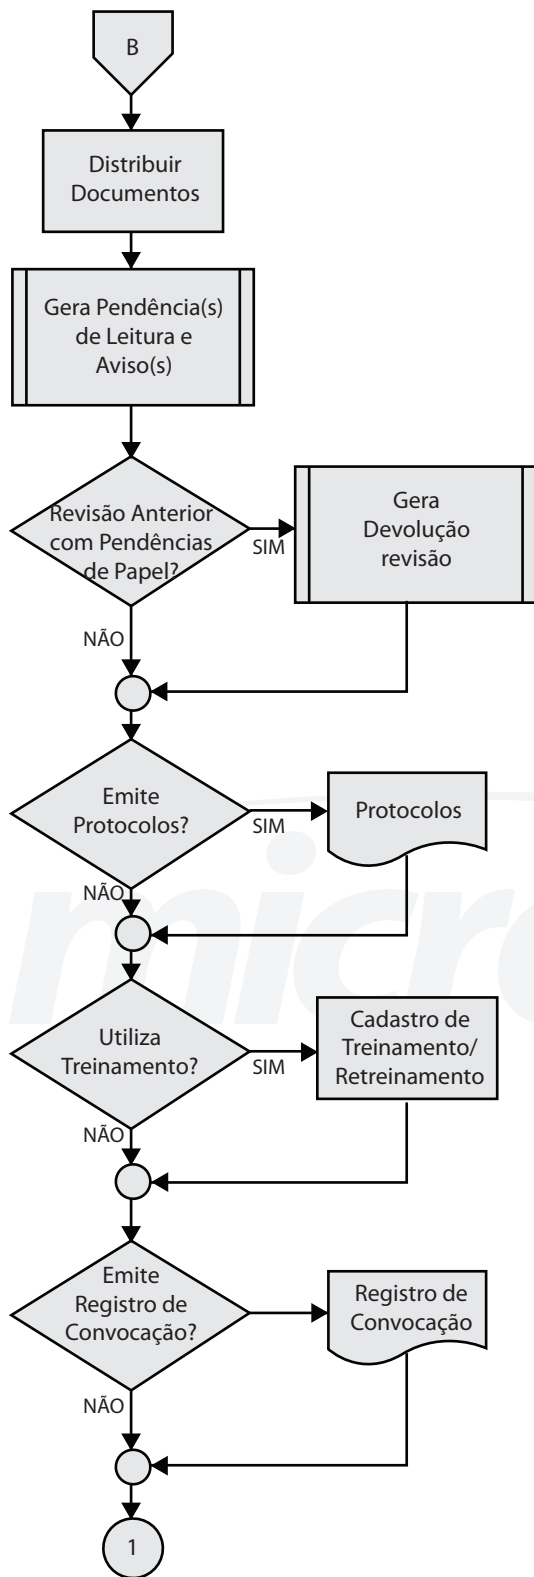 B
Distribuir
Documentos
Gera Pendência(s)
de Leitura e
Aviso(s)
Revisão Anterior
com Pendências
de Papel?
SIM
Gera
Devolução
revisão
NÃO
Emite
Protocolos?
SIM
Protocolos
NÃO
Utiliza
Treinamento?
SIM
Cadastro de
Treinamento/
Retreinamento
NÃO
Emite
Registro de
Convocação?
Registro de
Convocação
NÃO
1